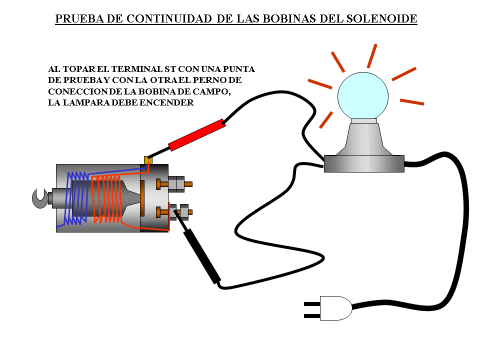 PRUEBA DE CONTINUIDAD DE LAS BOBINAS DEL SOLENOIDE
AL TOPAR EL TERMINAL ST CON UNA PUNTA
DE PRUEBA Y CON LA OTRA EL PERNO DE
CONECCION DE LA BOBINA DE CAMPO,
LA LAMPARA DEBE ENCENDER